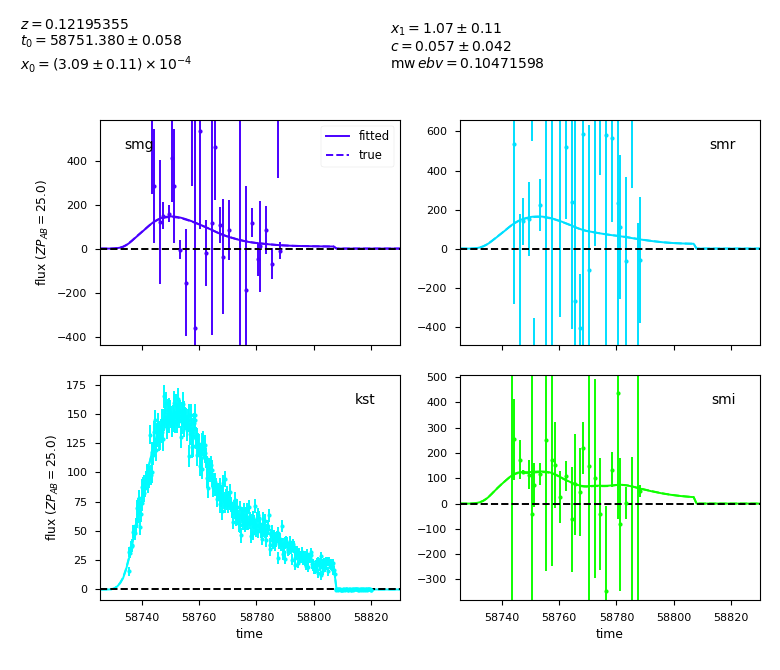 z = 0.12195355
t₀ = 58751.380 ± 0.058
x₀ = (3.09 ± 0.11) × 10⁻⁴
x₁ = 1.07 ± 0.11
c = 0.057 ± 0.042
mw ebv = 0.10471598
smg
fitted
true
400
200
0
−200
−400
flux (ZP_AB = 25.0)
smr
600
400
200
0
−200
−400
kst
175
150
125
100
75
50
25
0
flux (ZP_AB = 25.0)
58740 58760 58780 58800 58820
time
smi
500
400
300
200
100
0
−100
−200
−300
58740 58760 58780 58800 58820
time